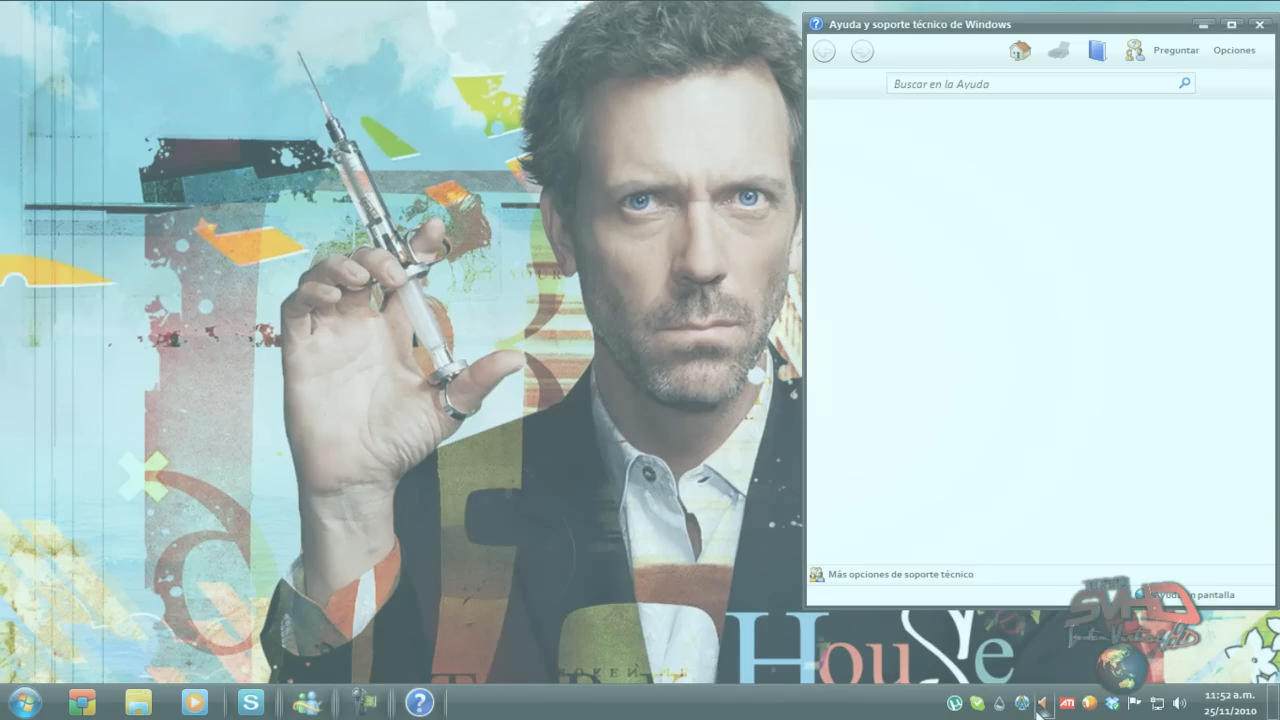 Ayuda y soporte técnico de Windows
Preguntar
Opciones
Buscar en la Ayuda
Más opciones de soporte técnico
pantalla
House
S
ATI
11:52 a.m.
25/11/2010